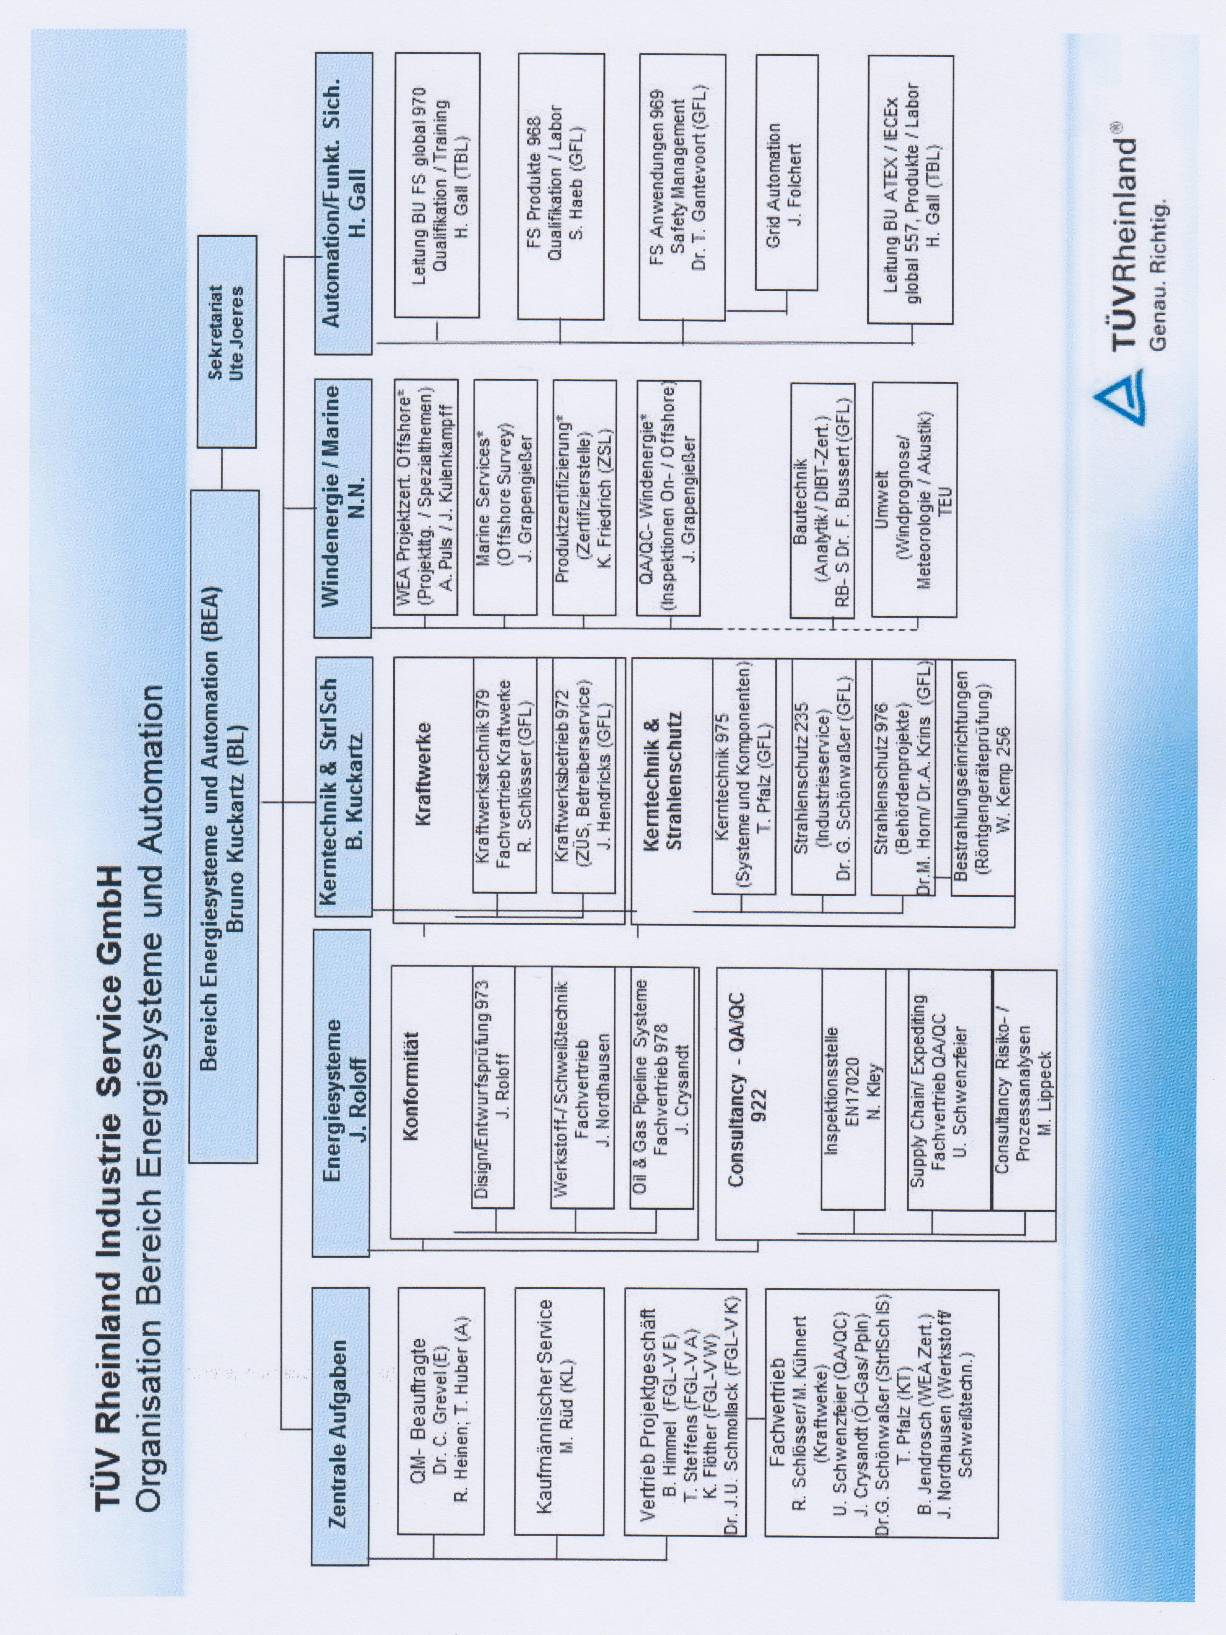 TÜV Rheinland Industrie Service GmbH
Organisation Bereich Energiesysteme und Automation
Bereich Energiesysteme und Automation (BEA)
Bruno Kuckartz (BL)
Sekretariat
Ute Joeres
Zentrale Aufgaben
QM- Beauftragte
Dr. C. Grevel (E)
R. Heinen; T. Huber (A)
Kaufmännischer Service
M. Rüd (KL)
Vertrieb Projektgeschäft
B. Himmel (FGL-V E)
T. Steffens (FGL-V A)
K. Flöther (FGL-V W)
Dr. J.U. Schmollack (FGL-V K)
Fachvertrieb
R. Schlösser/ M. Kühnert
(Kraftwerke)
U. Schwenzfeier (QA/QC)
J. Crysandt (Öl-Gas/ Ppln)
Dr.G. Schönwaßer (StrlSch IS)
T. Pfalz (KT)
B. Jendrosch (WEA Zert.)
J. Nordhausen (Werkstoff/
Schweißtechn.)
Energiesysteme
J. Roloff
Konformität
Disign/Entwurfsprüfung 973
J. Roloff
Werkstoff-/ Schweißtechnik
Fachvertrieb
J. Nordhausen
Oil & Gas Pipeline Systeme
Fachvertrieb 978
J. Crysandt
Consultancy - QA/QC
922
Inspektionsstelle
EN17020
N. Kley
Supply Chain/ Expediting
Fachvertrieb QA/QC
U. Schwenzfeier
Consultancy Risiko- /
Prozessanalysen
M. Lippeck
Kerntechnik & StrlSch
B. Kuckartz
Kraftwerke
Kraftwerkstechnik 979
Fachvertrieb Kraftwerke
R. Schlösser (GFL)
Kraftwerksbetrieb 972
(ZÜS, Betreiberservice)
J. Hendricks (GFL)
Kerntechnik &
Strahlenschutz
Kerntechnik 975
(Systeme und Komponenten)
T. Pfalz (GFL)
Strahlenschutz 235
(Industrieservice)
Dr. G. Schönwaßer (GFL)
Strahlenschutz 976
(Behördenprojekte)
Dr.M. Horn/ Dr.A. Krins (GFL)
Bestrahlungseinrichtungen
(Röntgengeräteprüfung)
W. Kemp 256
Windenergie / Marine
N.N.
WEA Projektzert. Offshore*
(Projektltg. / Spezialthemen)
A. Puls / J. Kulenkampff
Marine Services*
(Offshore Survey)
J. Grapengießer
Produktzertifizierung*
(Zertifizierstelle)
K. Friedrich (ZSL)
QA/QC- Windenergie*
(Inspektionen On- / Offshore)
J. Grapengießer
Bautechnik
(Analytik / DIBT-Zert.)
RB- S Dr. F. Bussert (GFL)
Umwelt
(Windprognose/
Meteorologie / Akustik)
TEU
Automation/Funkt. Sich.
H. Gall
Leitung BU FS global 970
Qualifikation / Training
H. Gall (TBL)
FS Produkte 968
Qualifikation / Labor
S. Haeb (GFL)
FS Anwendungen 969
Safety Management
Dr. T. Gantevoort (GFL)
Grid Automation
J. Folchert
Leitung BU ATEX / IECEx
global 557, Produkte / Labor
H. Gall (TBL)
TÜVRheinland®
Genau. Richtig.